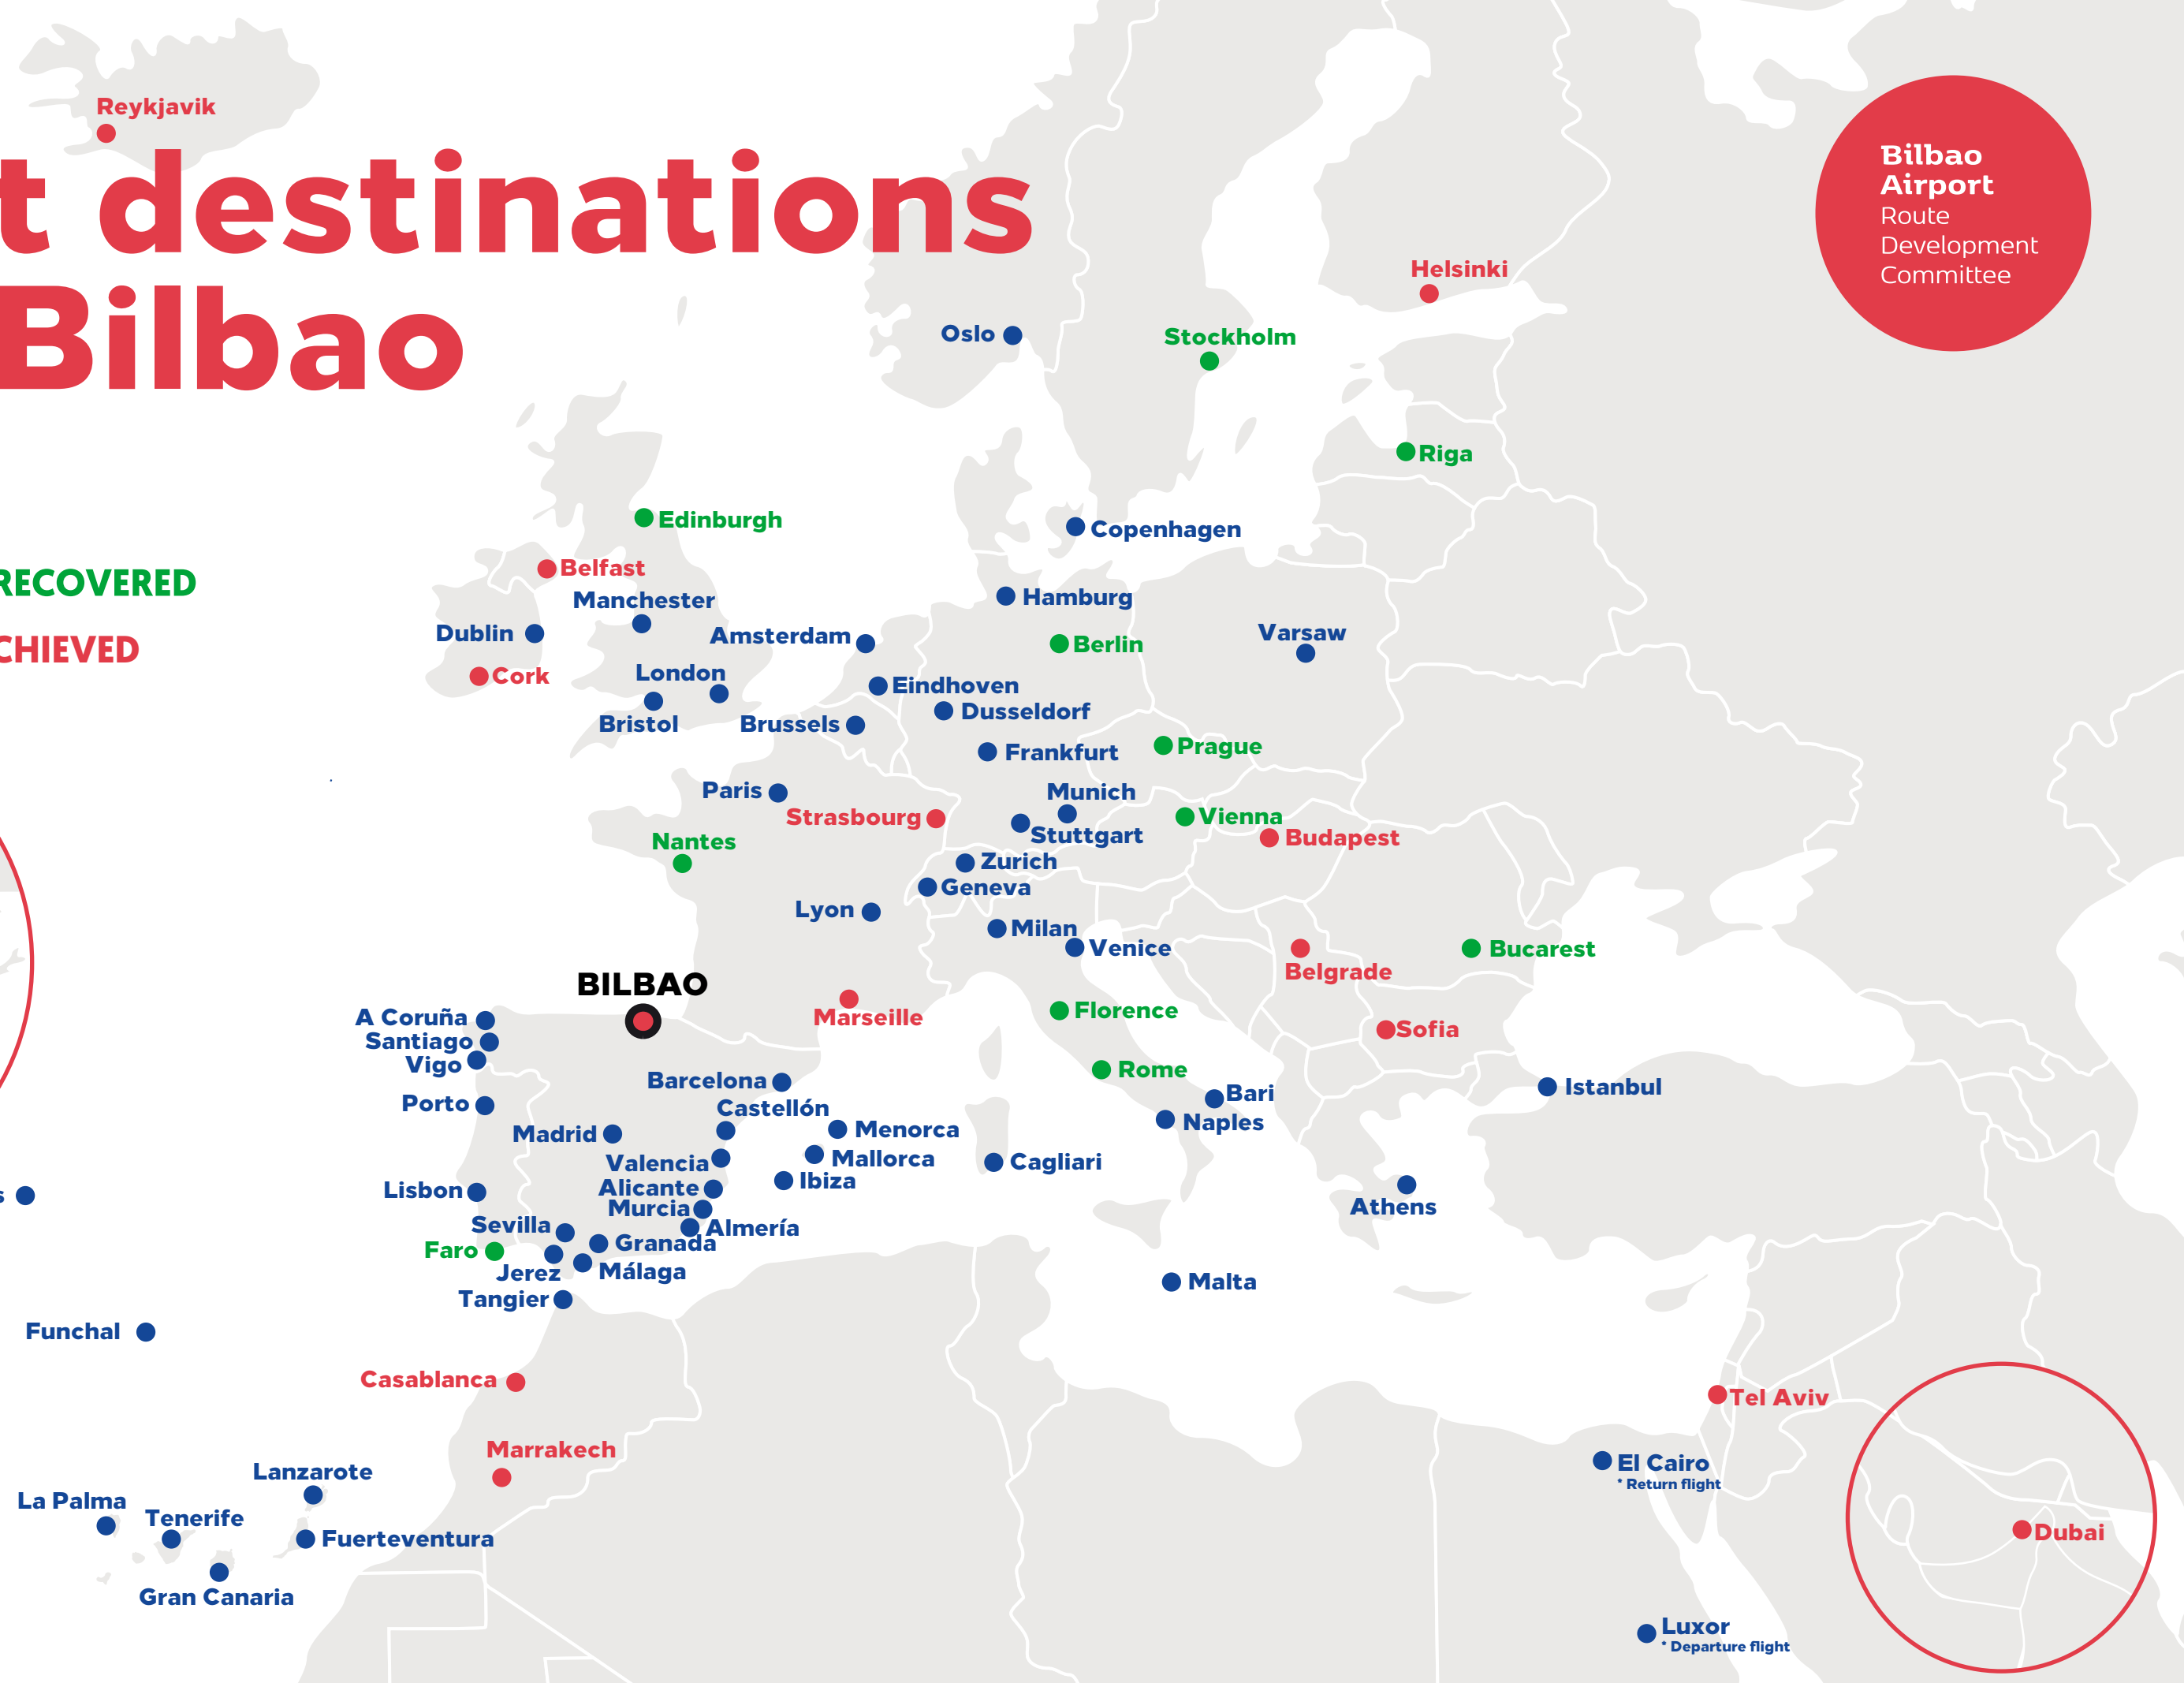 Reykjavik
t destinations
Bilbao
Bilbao
Airport
Route
Development
Committee
Helsinki
Oslo
Stockholm
Riga
Edinburgh
Copenhagen
RECOVERED
Belfast
Manchester
Hamburg
CHIEVED
Dublin
Amsterdam
Berlin
Varsaw
Cork
London
Eindhoven
Bristol
Brussels
Dusseldorf
Frankfurt
Prague
Paris
Munich
Strasbourg
Stuttgart
Vienna
Budapest
Nantes
Zurich
Geneva
Lyon
Milan
Venice
Belgrade
Bucarest
BILBAO
Marseille
Florence
Sofia
A Coruña
Santiago
Vigo
Rome
Barcelona
Bari
Istanbul
Porto
Castellón
Madrid
Menorca
Naples
Valencia
Mallorca
Cagliari
Ibiza
s
Lisbon
Alicante
Murcia
Athens
Sevilla
Almería
Faro
Granada
Jerez
Málaga
Malta
Tangier
Funchal
Casablanca
Tel Aviv
Marrakech
El Cairo
* Return flight
Lanzarote
La Palma
Tenerife
Fuerteventura
Dubai
Gran Canaria
Luxor
* Departure flight